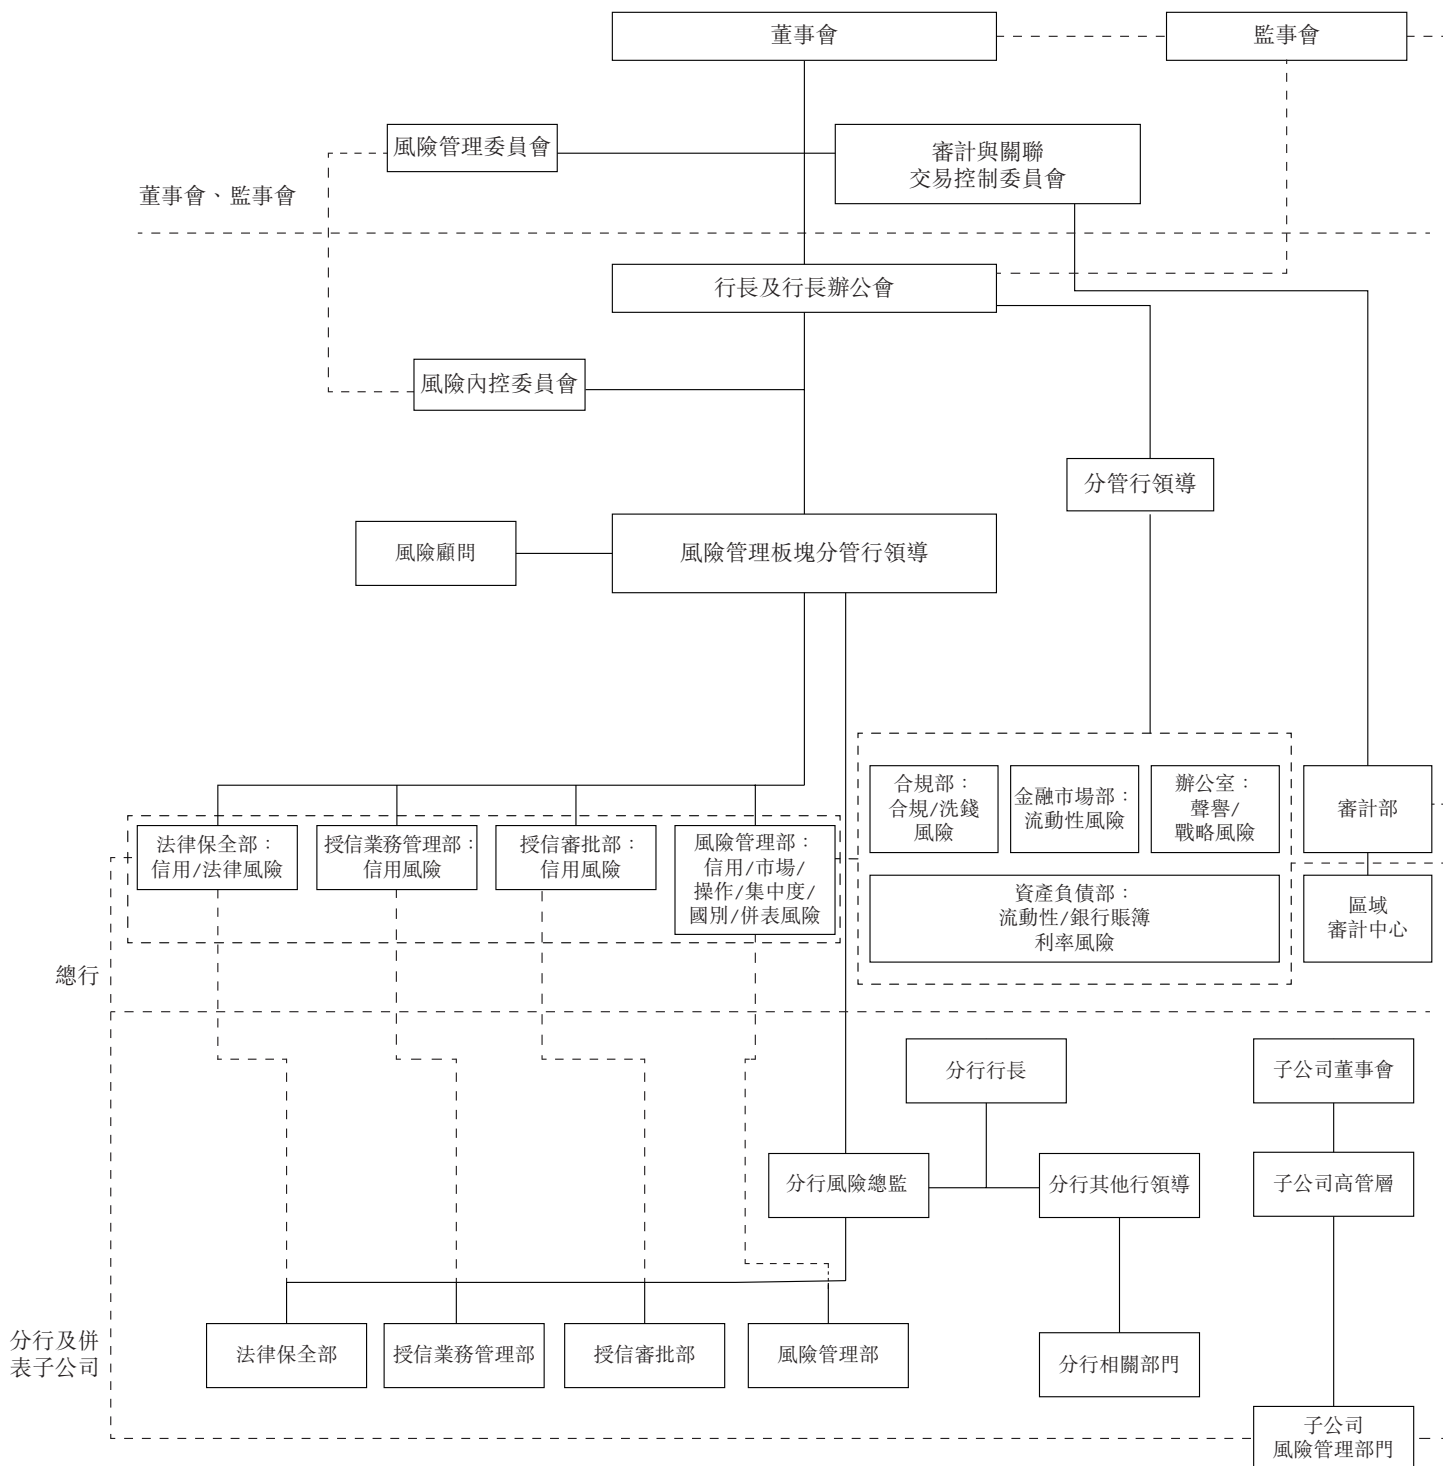 董事會
監事會
風險管理委員會
審計與關聯
交易控制委員會
董事會、監事會
行長及行長辦公會
風險內控委員會
分管行領導
風險顧問
風險管理板塊分管行領導
合規部：
合規/洗錢
風險
金融市場部：
流動性風險
辦公室：
聲譽/
戰略風險
審計部
法律保全部：
信用/法律風險
授信業務管理部：
信用風險
授信審批部：
信用風險
風險管理部：
信用/市場/
操作/集中度/
國別/併表風險
資產負債部：
流動性/銀行賬簿
利率風險
區域
審計中心
總行
分行行長
子公司董事會
分行風險總監
分行其他行領導
子公司高管層
分行及併
表子公司
法律保全部
授信業務管理部
授信審批部
風險管理部
分行相關部門
子公司
風險管理部門